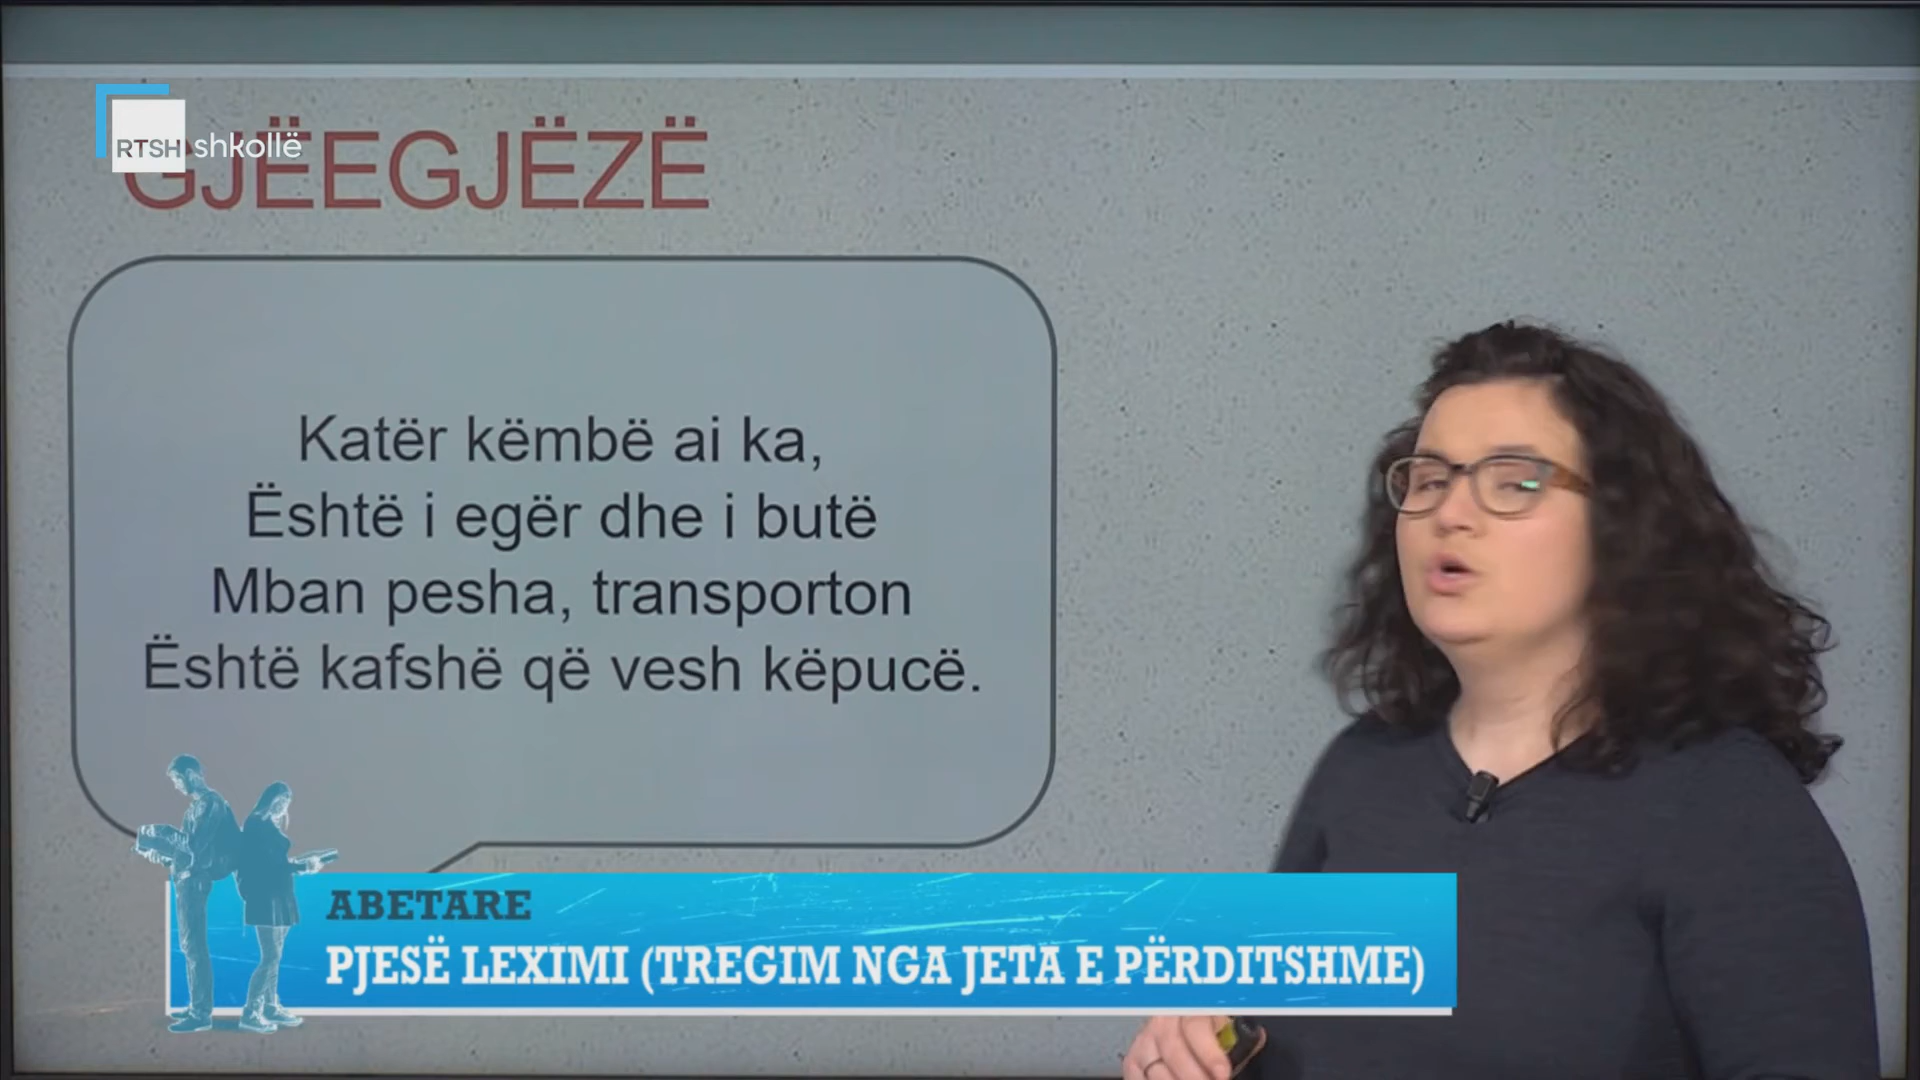 RTSH shkollë
GJËEGJËZË
Katër këmbë ai ka,
Është i egër dhe i butë
Mban pesha, transporton
Është kafshë që vesh këpucë.
ABETARE
PJESË LEXIMI (TREGIM NGA JETA E PËRDITSHME)